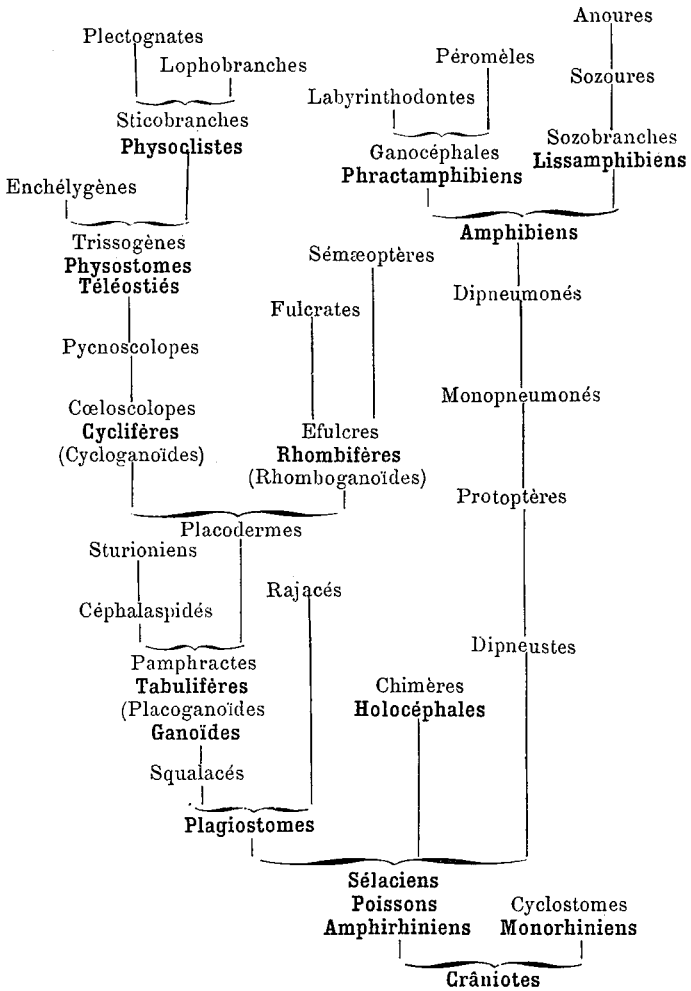 Anoures
Plectognates
Péromèles
Lophobranches
Sozoures
Labyrinthodontes
Sticobranches
Sozobranches
Physoclistes
Ganocéphales
Lissamphibiens
Phractamphibiens
Enchélygènes
Amphibiens
Trissogènes
Physostomes
Téléostiés
Sémæoptères
Dipneumonés
Fulcrates
Pycnoscolopes
Monopneumonés
Cœloscolopes
Cyclifères
(Cycloganoïdes)
Efulcres
Rhombifères
(Rhomboganoïdes)
Protoptères
Placodermes
Sturioniens
Rajacés
Céphalaspidés
Dipneustes
Pamphractes
Tabulifères
(Placoganoïdes
Ganoïdes
Chimères
Holocéphales
Squalacés
Plagiostomes
Sélaciens
Poissons
Amphirhiniens
Cyclostomes
Monorhiniens
Crâniotes